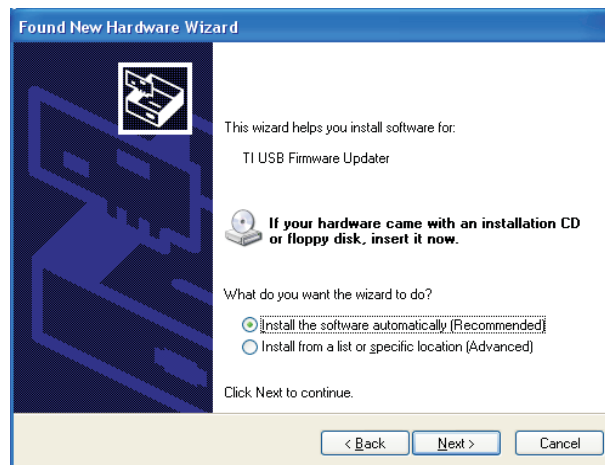 Found New Hardware Wizard
This wizard helps you install software for:
TI USB Firmware Updater
If your hardware came with an installation CD
or floppy disk, insert it now.
What do you want the wizard to do?
Install the software automatically (Recommended)
Install from a list or specific location (Advanced)
Click Next to continue.
< Back Next > Cancel